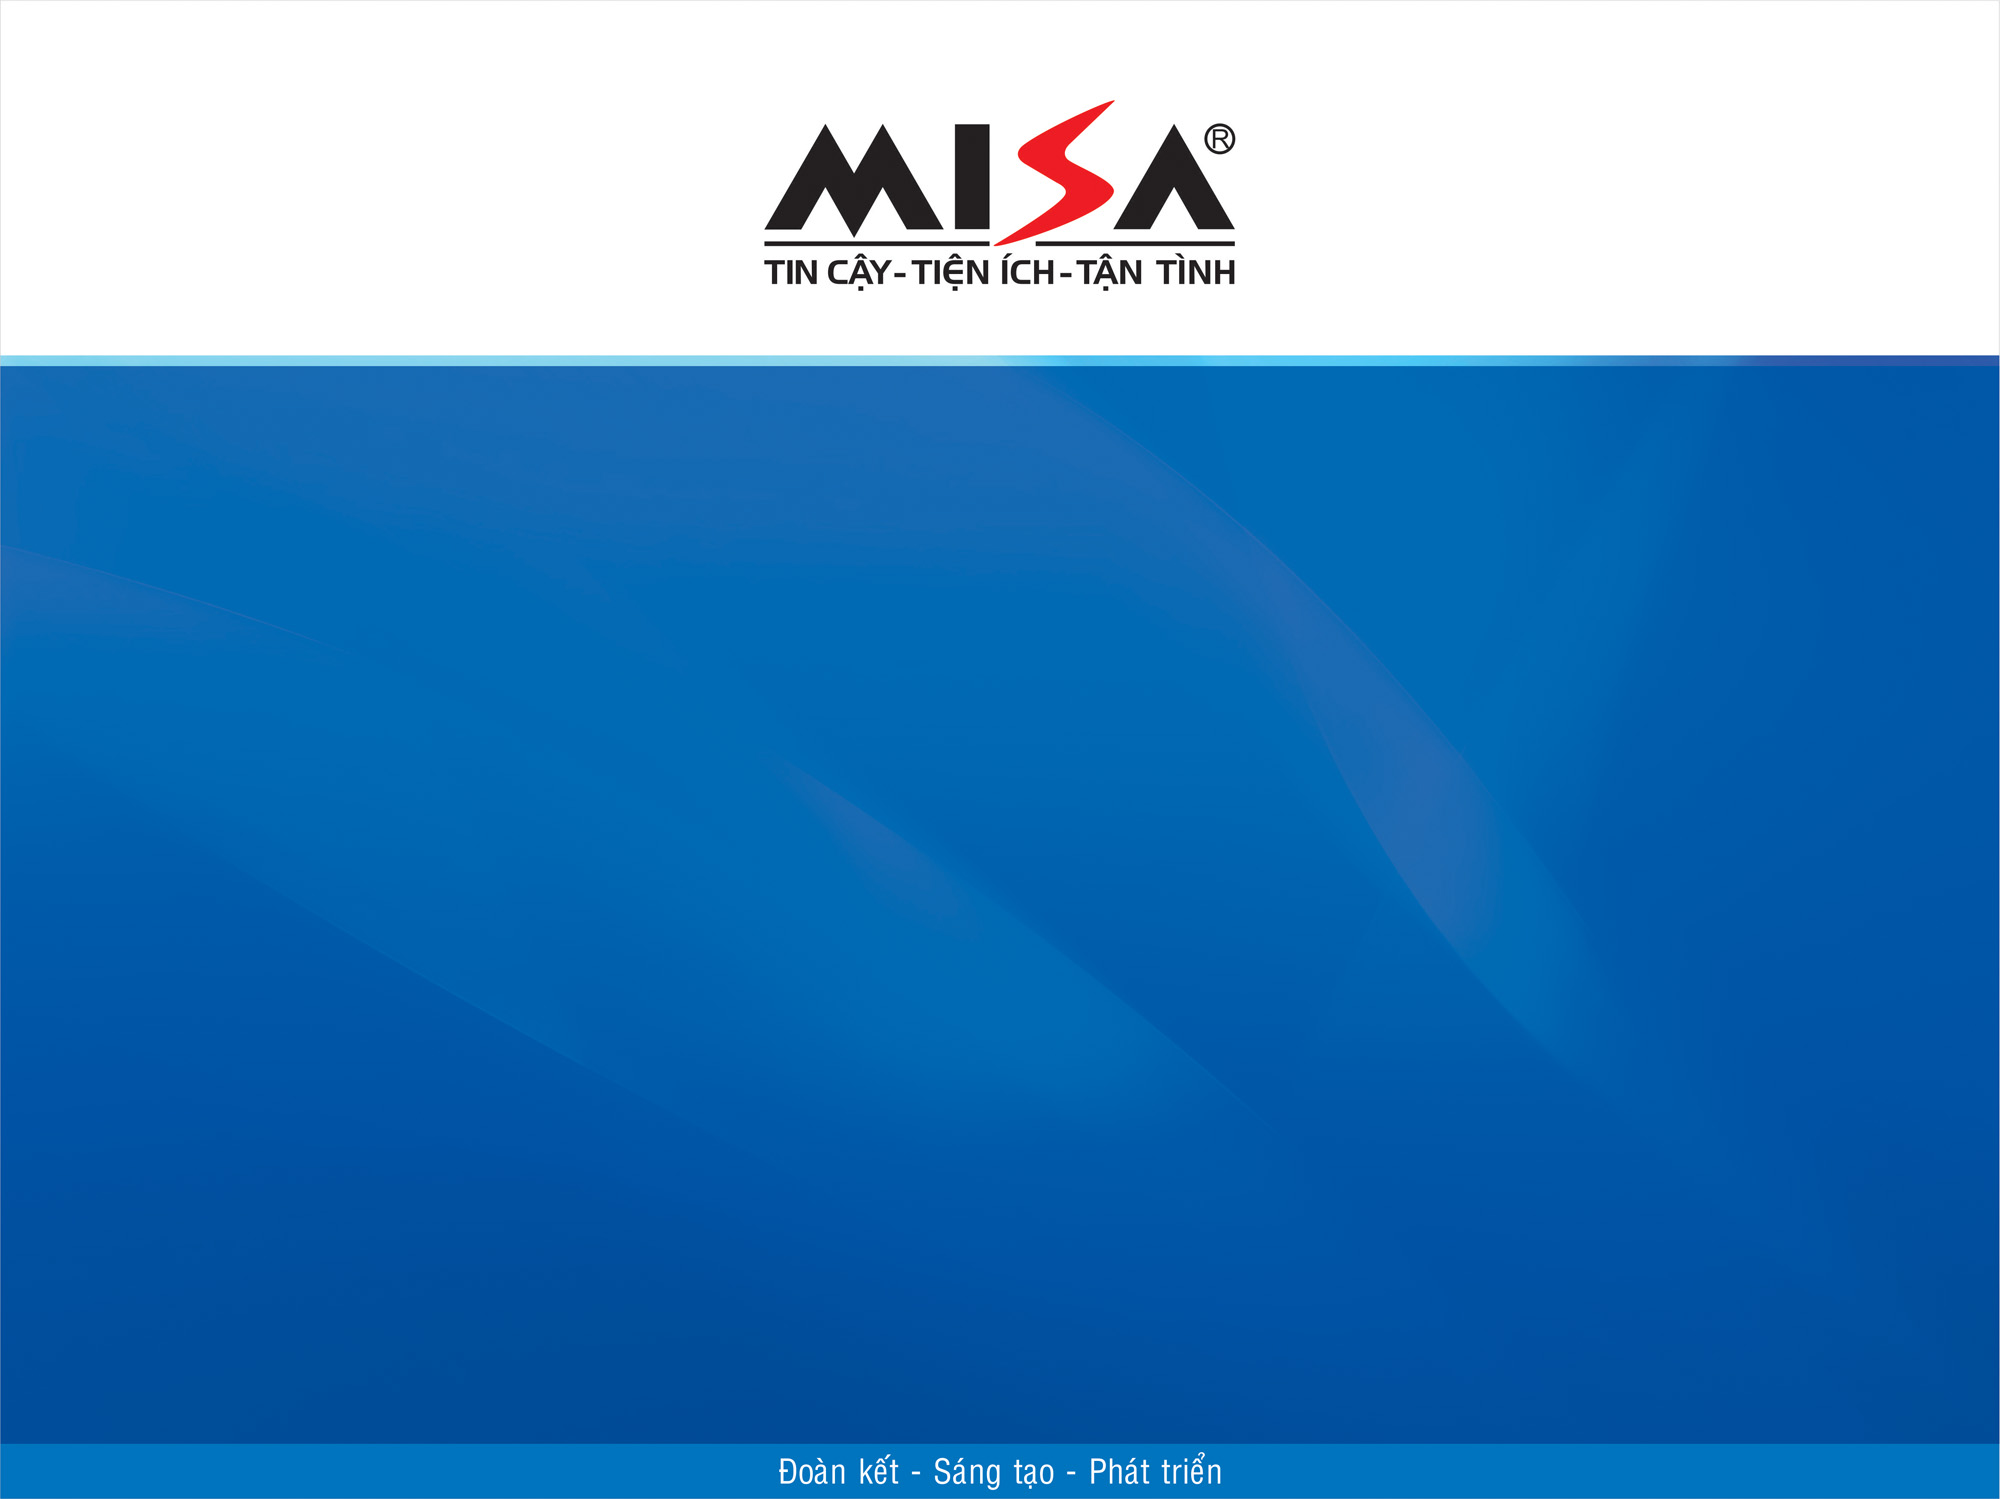 MISA®
TIN CẬY-TIỆN ÍCH-TẬN TÌNH
Đoàn kết - Sáng tạo - Phát triển